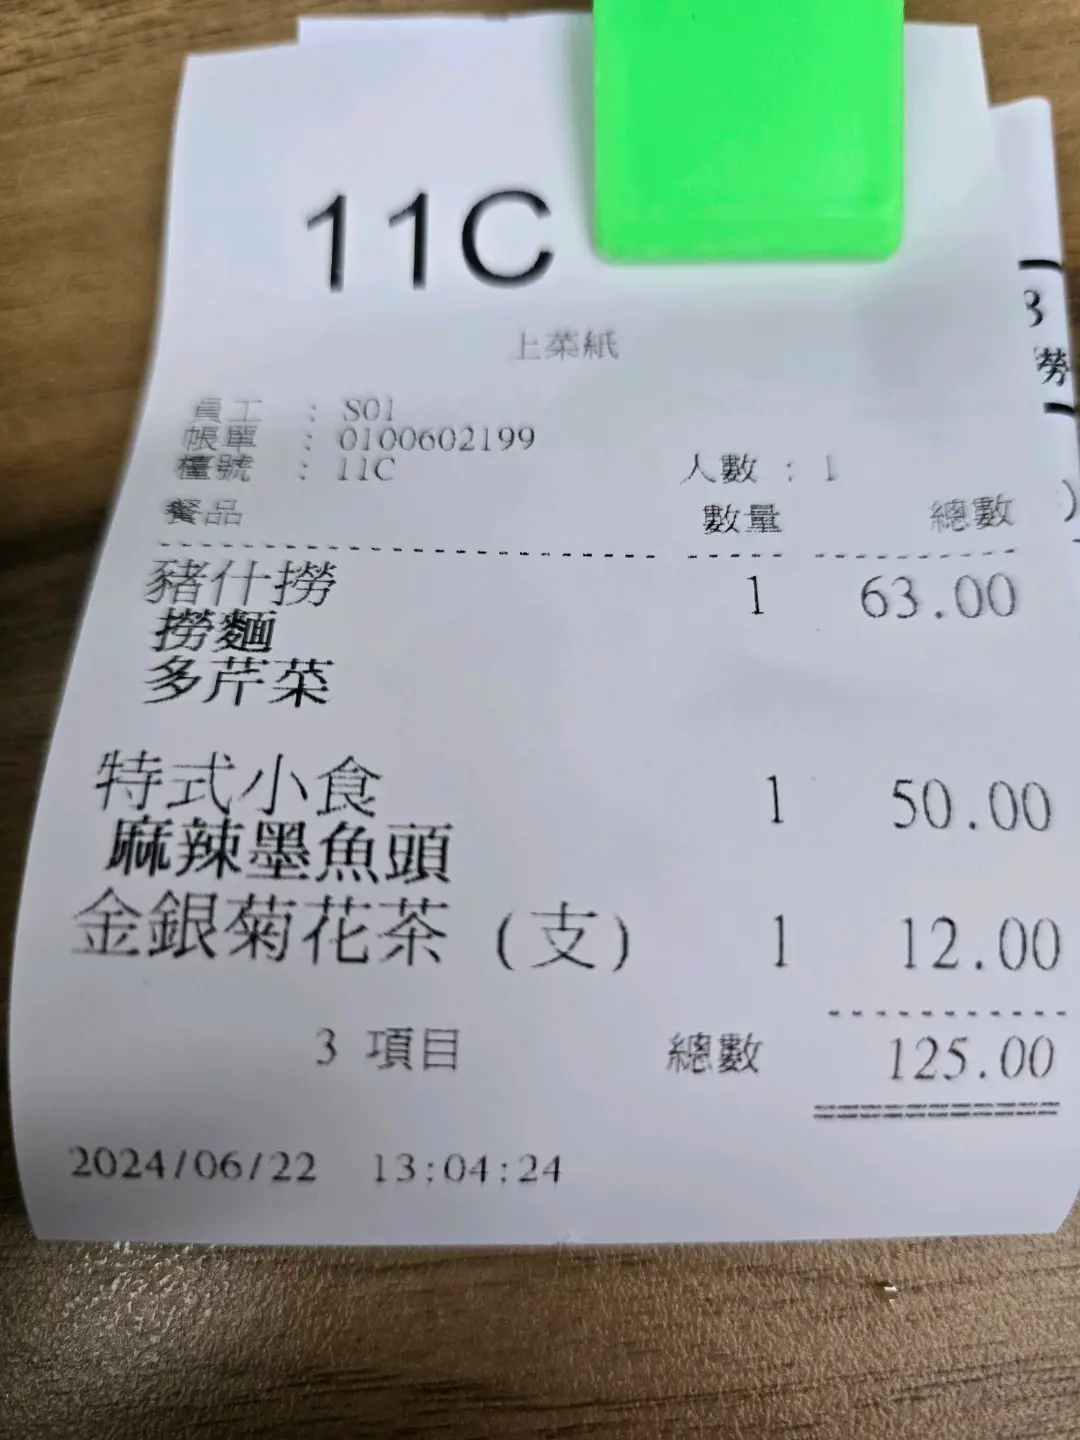 11C
上菜紙
員工 : S01
帳單 : 0100602199
檯號 : 11C 人數 : 1
餐品 數量 總數
豬什撈 1 63.00
撈麵
多芹菜
特式小食 1 50.00
麻辣墨魚頭
金銀菊花茶 (支) 1 12.00
3 項目 總數 125.00
2024/06/22 13:04:24
撈